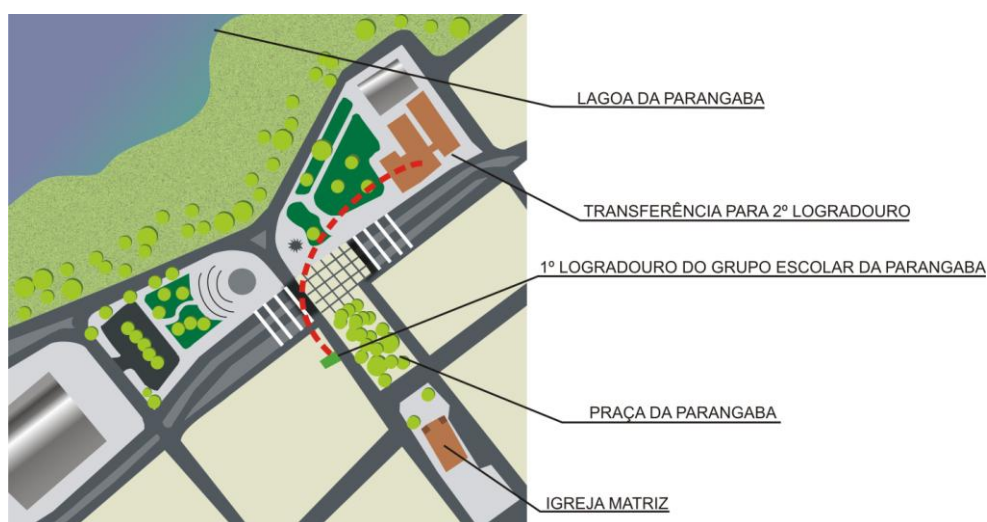 LAGOA DA PARANGABA
TRANSFERÊNCIA PARA 2º LOGRADOURO
1º LOGRADOURO DO GRUPO ESCOLAR DA PARANGABA
PRAÇA DA PARANGABA
IGREJA MATRIZ